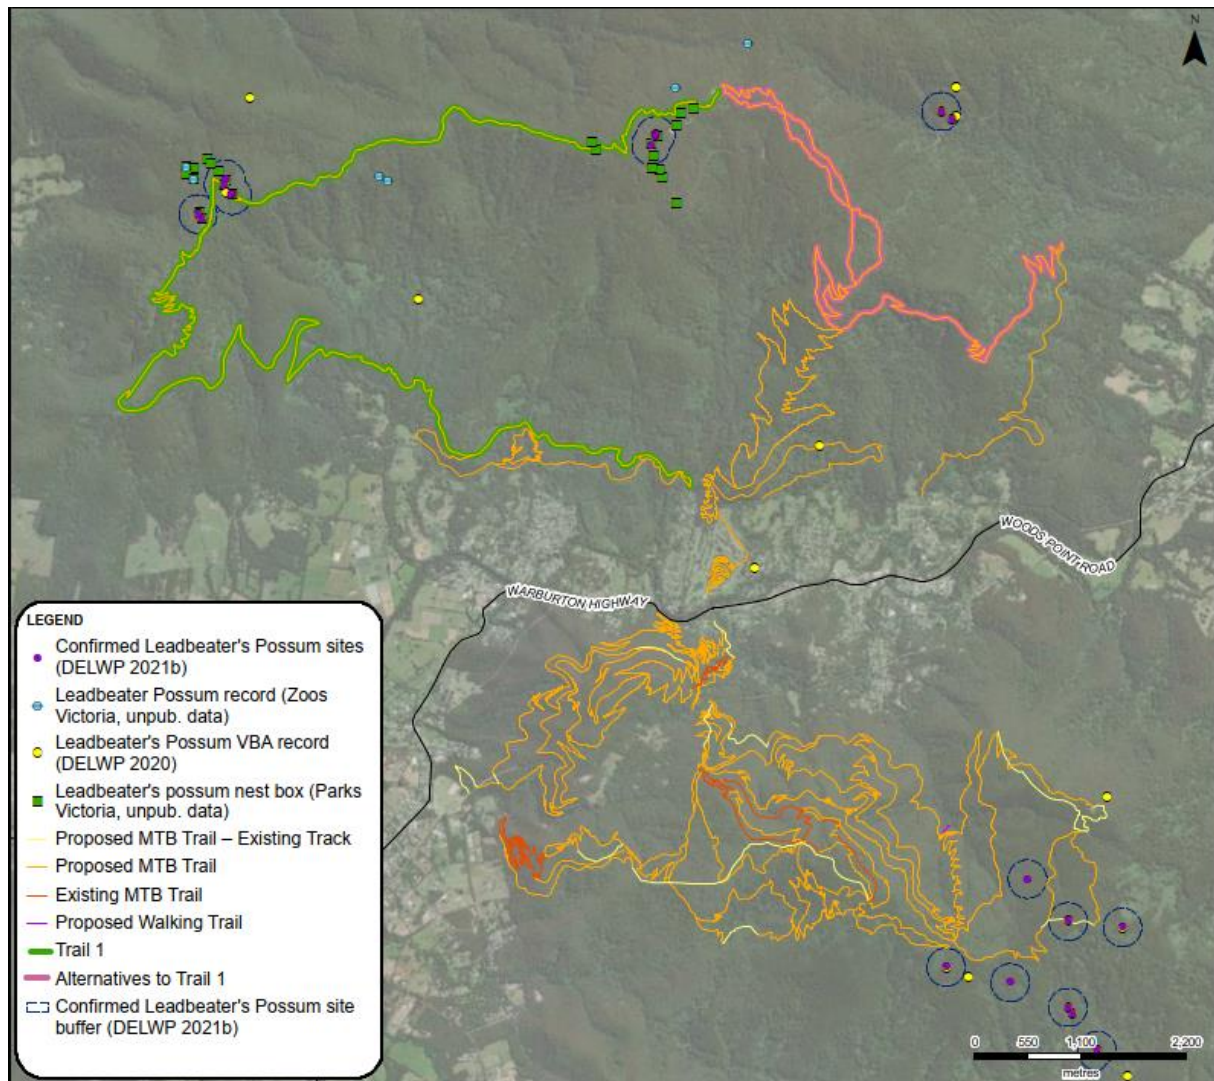 N
WOODS POINT ROAD
WARBURTON HIGHWAY
LEGEND
Confirmed Leadbeater's Possum sites
(DELWP 2021b)
Leadbeater Possum record (Zoos
Victoria, unpub. data)
Leadbeater's Possum VBA record
(DELWP 2020)
Leadbeater's possum nest box (Parks
Victoria, unpub. data)
Proposed MTB Trail – Existing Track
Proposed MTB Trail
Existing MTB Trail
Proposed Walking Trail
Trail 1
Alternatives to Trail 1
Confirmed Leadbeater's Possum site
buffer (DELWP 2021b)
0 550 1,100 2,200
metres